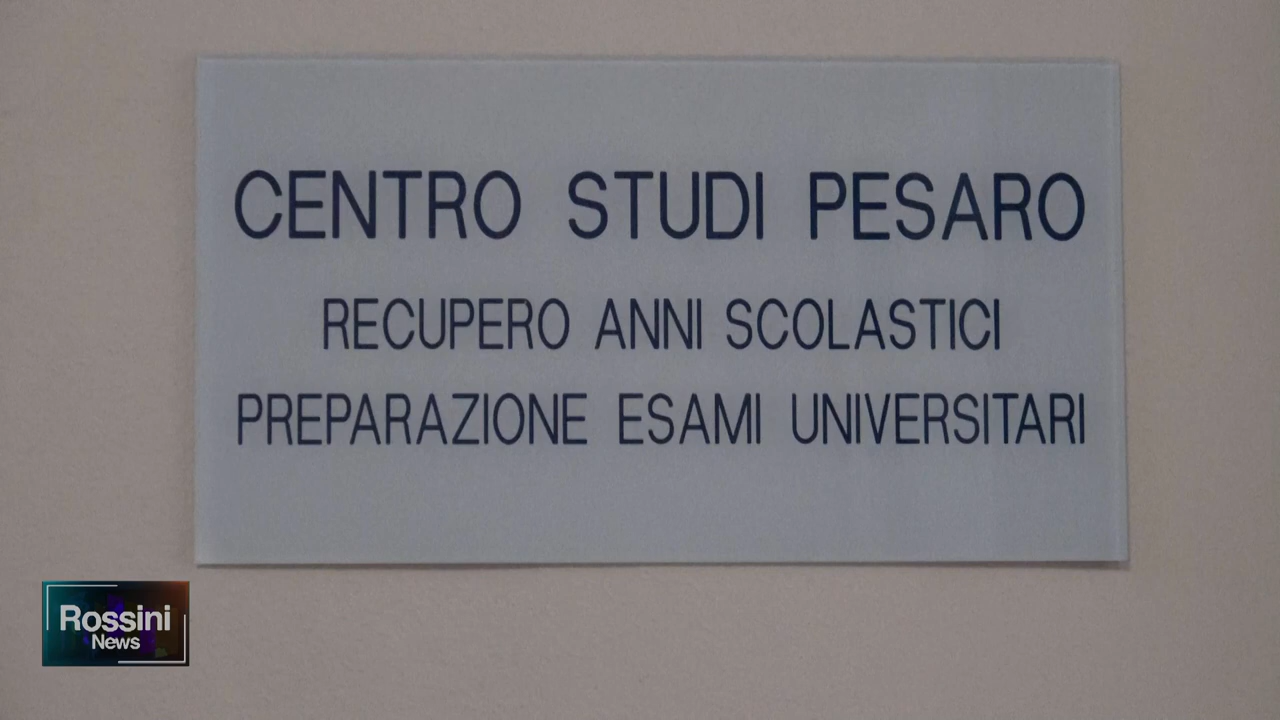 CENTRO STUDI PESARO
RECUPERO ANNI SCOLASTICI
PREPARAZIONE ESAMI UNIVERSITARI
Rossini
News